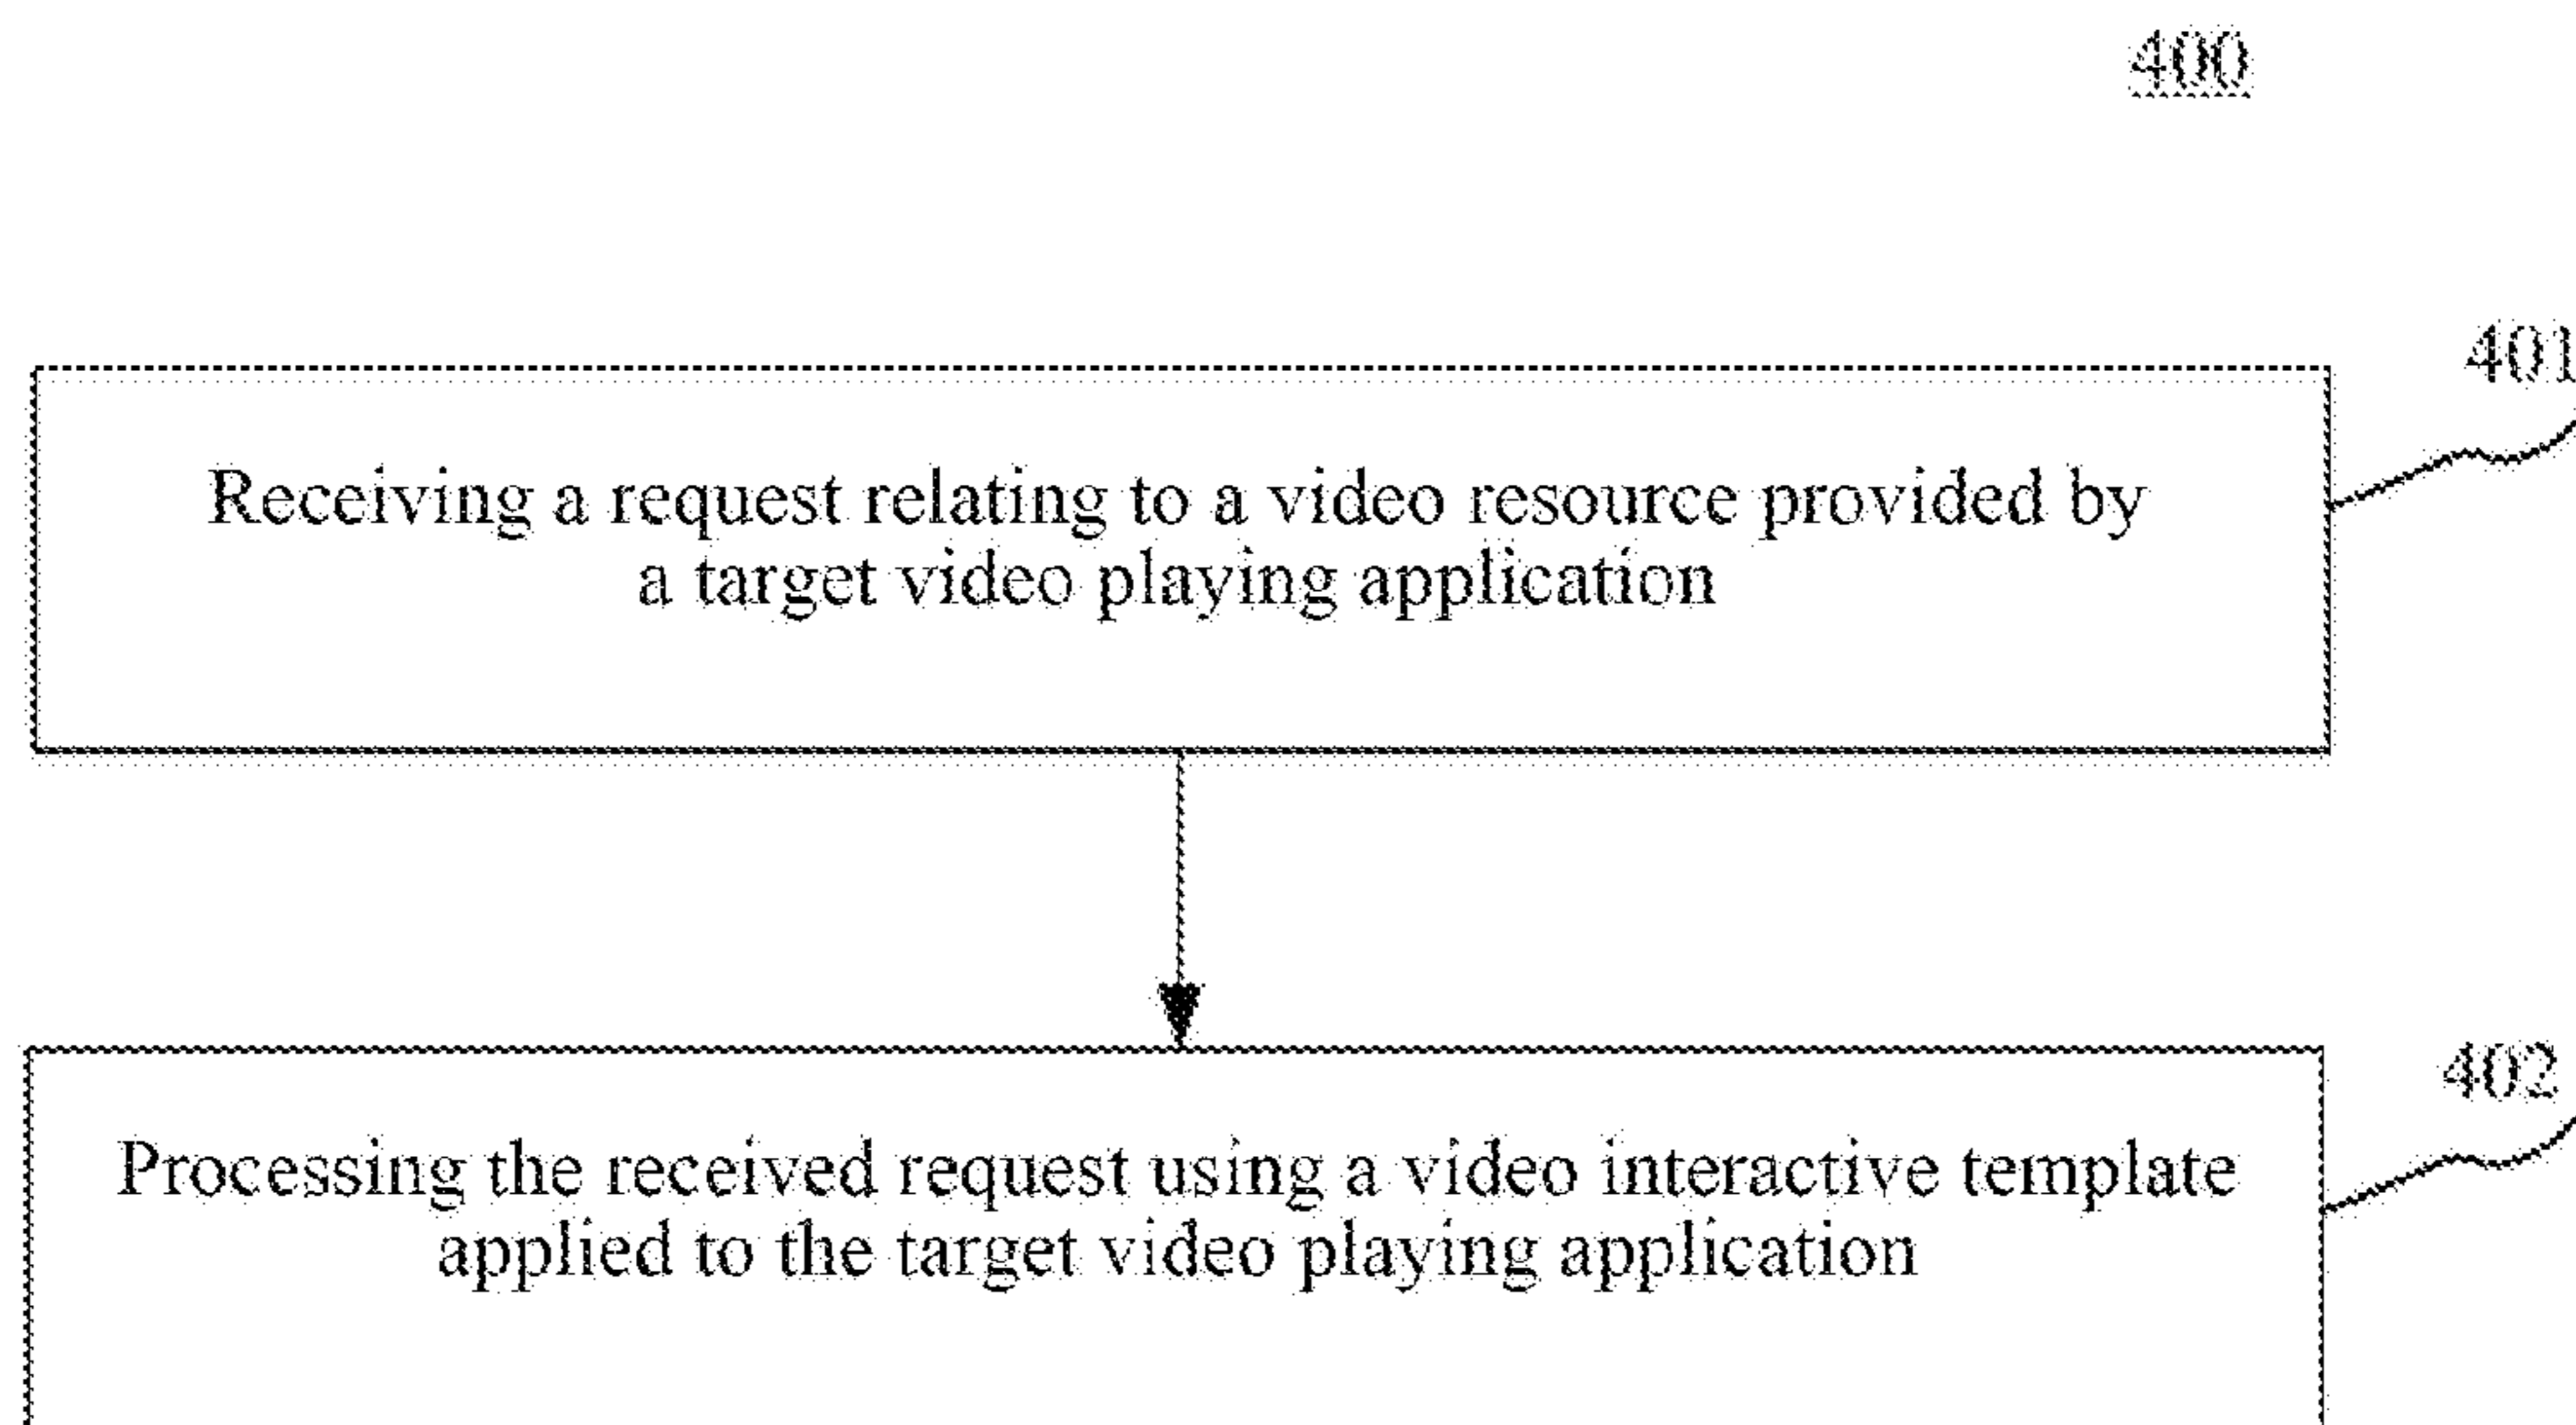 400
401
Receiving a request relating to a video resource provided by
a target video playing application
402
Processing the received request using a video interactive template
applied to the target video playing application